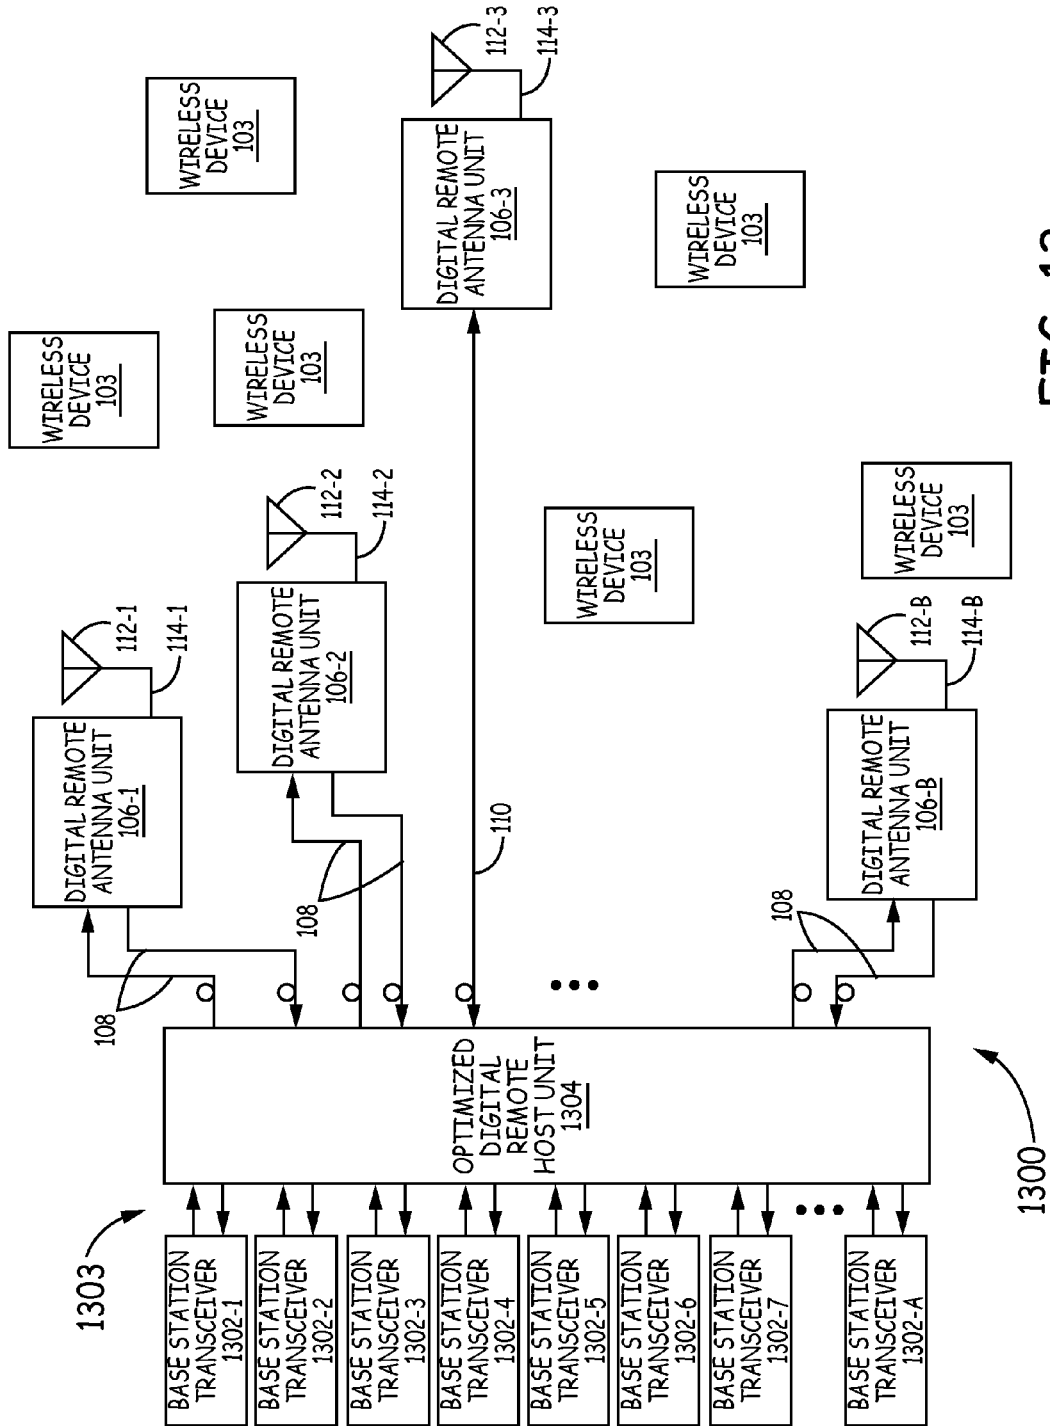 1303
BASE STATION
TRANSCEIVER
1302-1
BASE STATION
TRANSCEIVER
1302-2
BASE STATION
TRANSCEIVER
1302-3
BASE STATION
TRANSCEIVER
1302-4
BASE STATION
TRANSCEIVER
1302-5
BASE STATION
TRANSCEIVER
1302-6
BASE STATION
TRANSCEIVER
1302-7
BASE STATION
TRANSCEIVER
1302-A
OPTIMIZED
DIGITAL
REMOTE
HOST UNIT
1304
1300
108
108
110
108
DIGITAL REMOTE
ANTENNA UNIT
106-1
112-1
114-1
DIGITAL REMOTE
ANTENNA UNIT
106-2
112-2
114-2
DIGITAL REMOTE
ANTENNA UNIT
106-3
112-3
114-3
DIGITAL REMOTE
ANTENNA UNIT
106-B
112-B
114-B
WIRELESS
DEVICE
103
WIRELESS
DEVICE
103
WIRELESS
DEVICE
103
WIRELESS
DEVICE
103
WIRELESS
DEVICE
103
WIRELESS
DEVICE
103